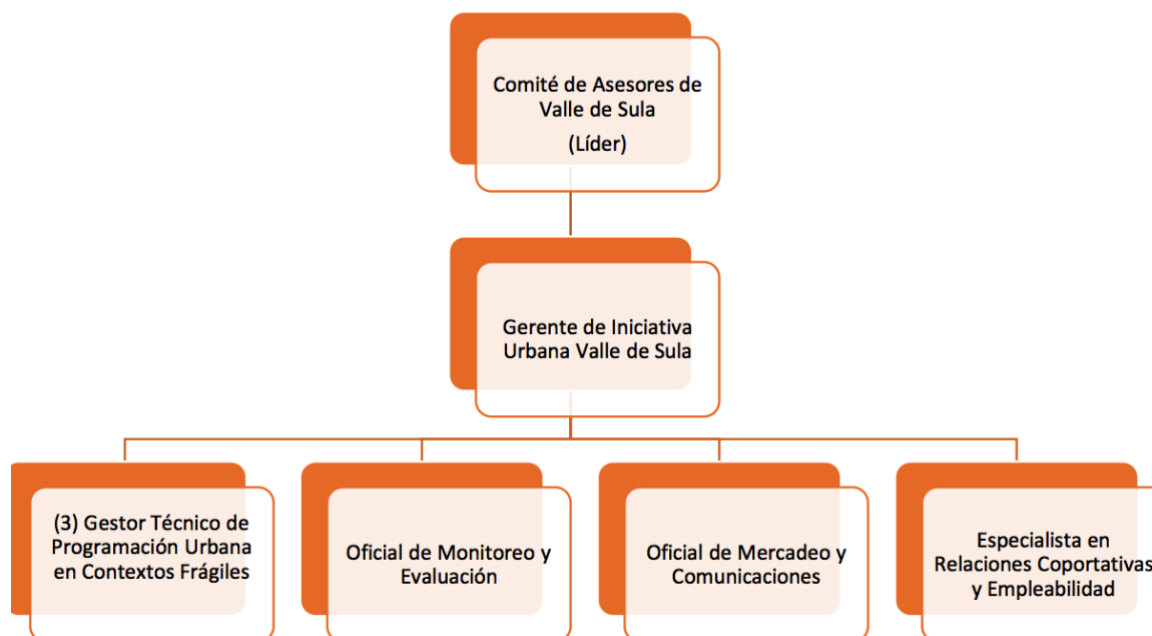 Comité de Asesores de
Valle de Sula
(Líder)
Gerente de Iniciativa
Urbana Valle de Sula
(3) Gestor Técnico de
Programación Urbana
en Contextos Frágiles
Oficial de Monitoreo y
Evaluación
Oficial de Mercadeo y
Comunicaciones
Especialista en
Relaciones Coportativas
y Empleabilidad